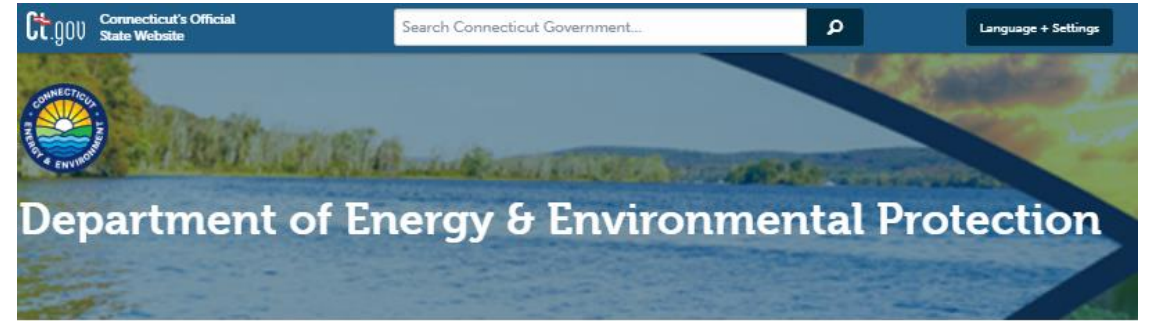 Ct.gov
Connecticut's Official
State Website
Search Connecticut Government...
Language + Settings
CONNECTICUT
ENERGY & ENVIRONMENT
Department of Energy & Environmental Protection